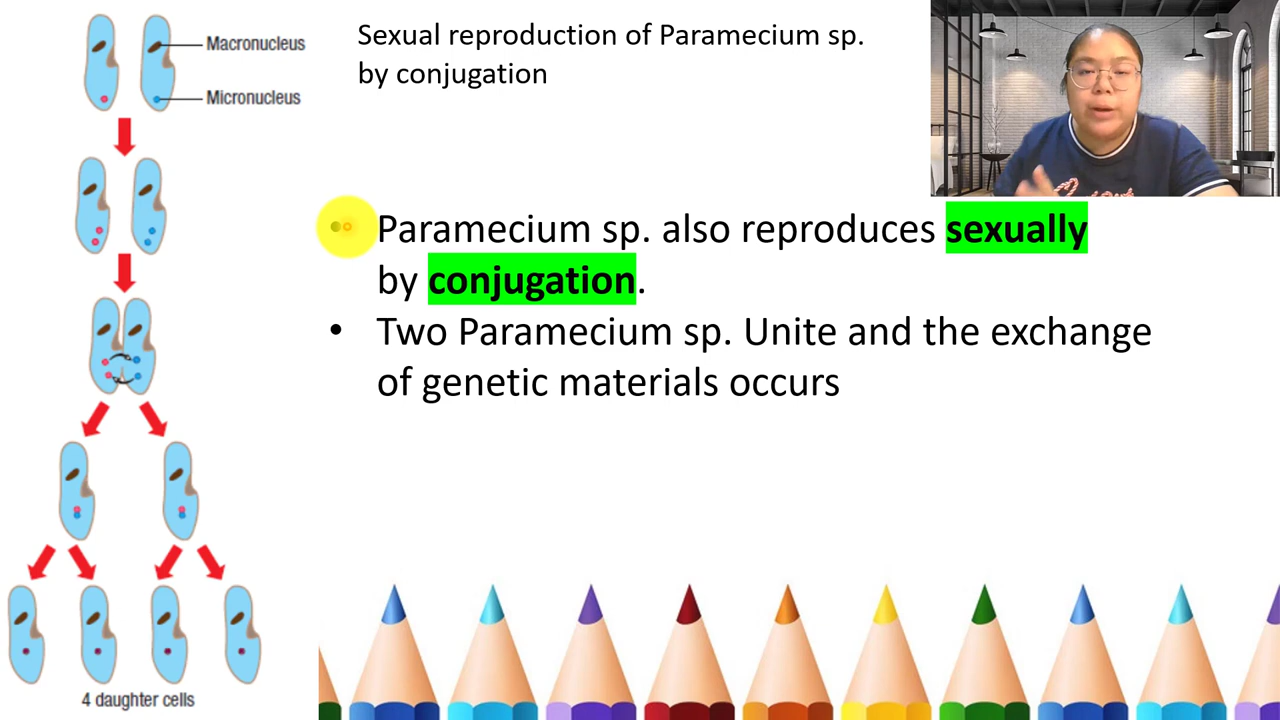 Sexual reproduction of Paramecium sp.
by conjugation
Macronucleus
Micronucleus
• Paramecium sp. also reproduces sexually
by conjugation.
• Two Paramecium sp. Unite and the exchange
of genetic materials occurs
4 daughter cells